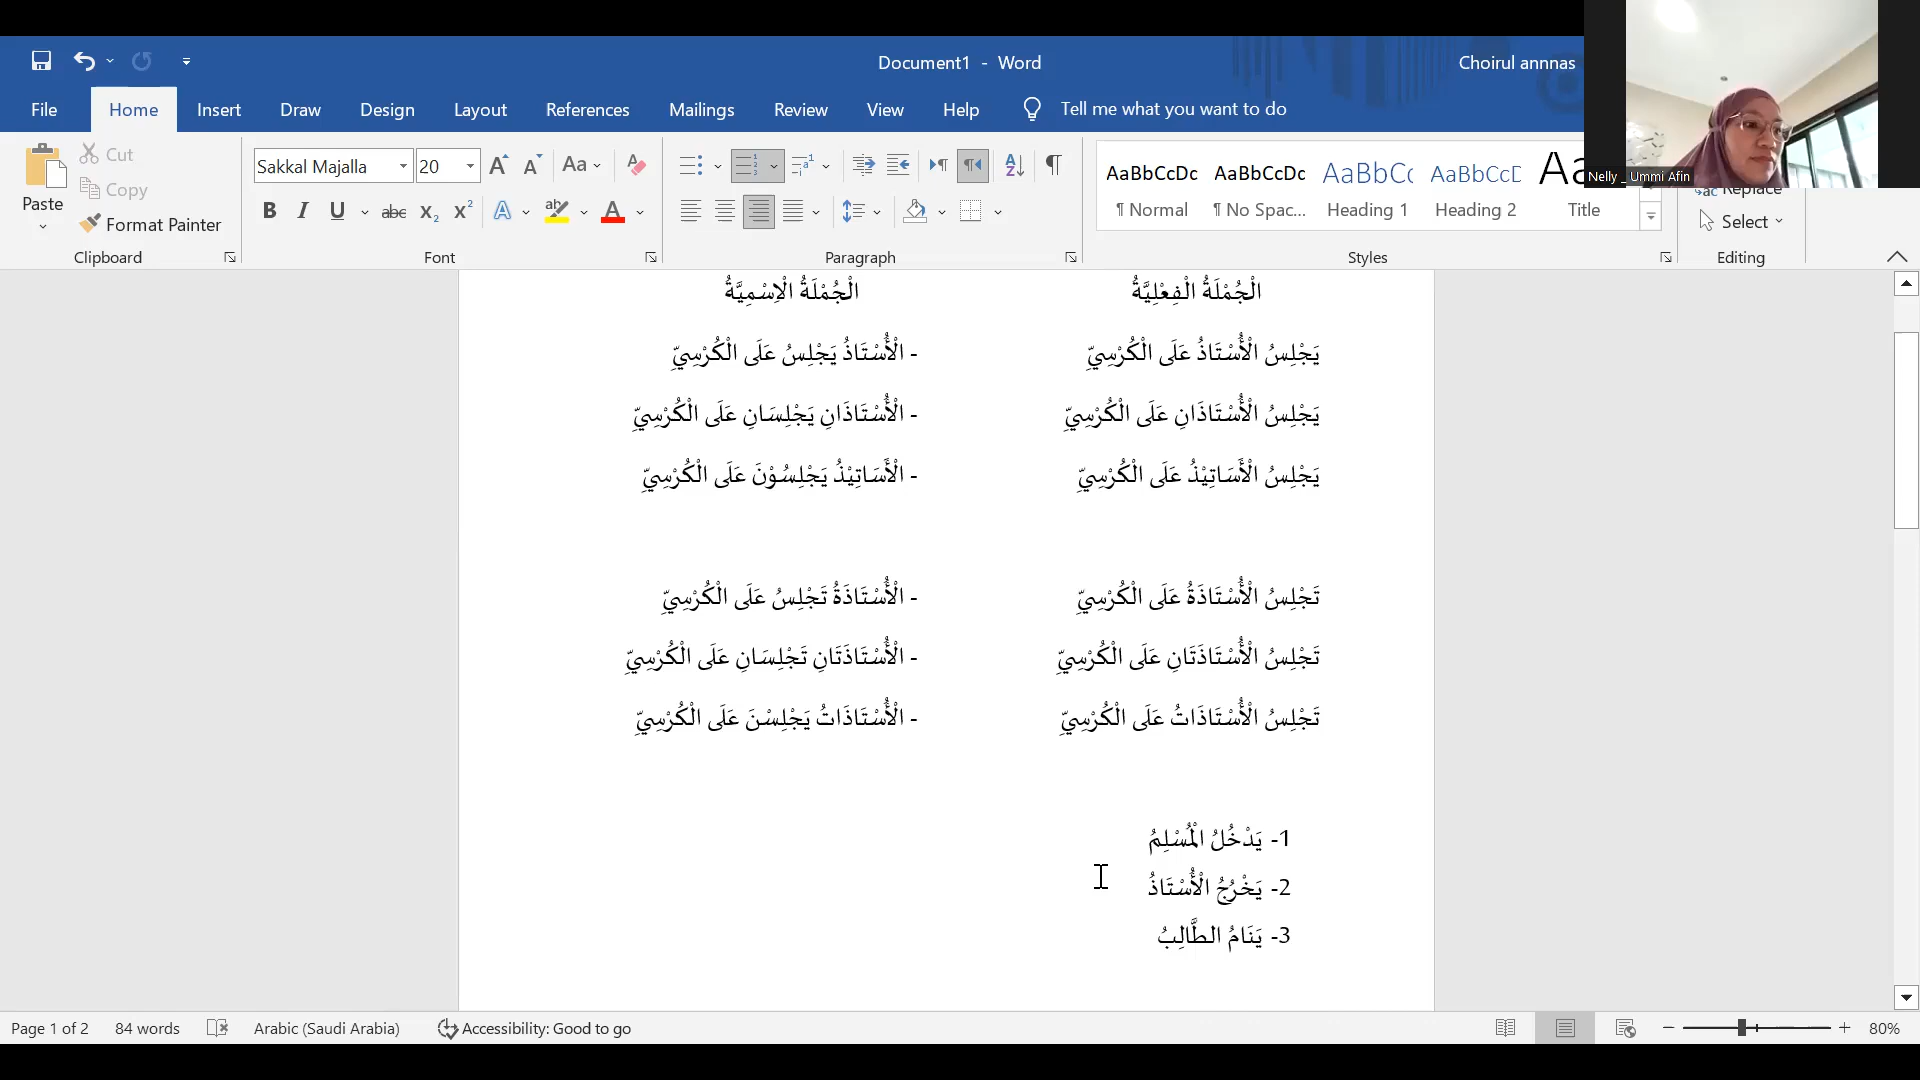 Document1 - Word
Choirul annnas
File Home Insert Draw Design Layout References Mailings Review View Help Tell me what you want to do
Paste
Cut
Copy
Format Painter
Clipboard
Sakkal Majalla 20
Font
Paragraph
AaBbCcDc AaBbCcDc AaBbCc AaBbCcD
¶ Normal ¶ No Spac... Heading 1 Heading 2 Title
Styles
Replace
Select
Editing
Nelly _ Ummi Afin
الْجُمْلَةُ الْفِعْلِيَّةُ الْجُمْلَةُ الْاِسْمِيَّةُ
يَجْلِسُ الْأُسْتَاذُ عَلَى الْكُرْسِيِّ - الْأُسْتَاذُ يَجْلِسُ عَلَى الْكُرْسِيِّ
يَجْلِسُ الْأُسْتَاذَانِ عَلَى الْكُرْسِيِّ - الْأُسْتَاذَانِ يَجْلِسَانِ عَلَى الْكُرْسِيِّ
يَجْلِسُ الْأَسَاتِيْذُ عَلَى الْكُرْسِيِّ - الْأَسَاتِيْذُ يَجْلِسُوْنَ عَلَى الْكُرْسِيِّ
تَجْلِسُ الْأُسْتَاذَةُ عَلَى الْكُرْسِيِّ - الْأُسْتَاذَةُ تَجْلِسُ عَلَى الْكُرْسِيِّ
تَجْلِسُ الْأُسْتَاذَتَانِ عَلَى الْكُرْسِيِّ - الْأُسْتَاذَتَانِ تَجْلِسَانِ عَلَى الْكُرْسِيِّ
تَجْلِسُ الْأُسْتَاذَاتُ عَلَى الْكُرْسِيِّ - الْأُسْتَاذَاتُ يَجْلِسْنَ عَلَى الْكُرْسِيِّ
1- يَدْخُلُ الْمُسْلِمُ
2- يَخْرُجُ الْأُسْتَاذُ
3- يَنَامُ الطَّالِبُ
Page 1 of 2 84 words Arabic (Saudi Arabia) Accessibility: Good to go 80%